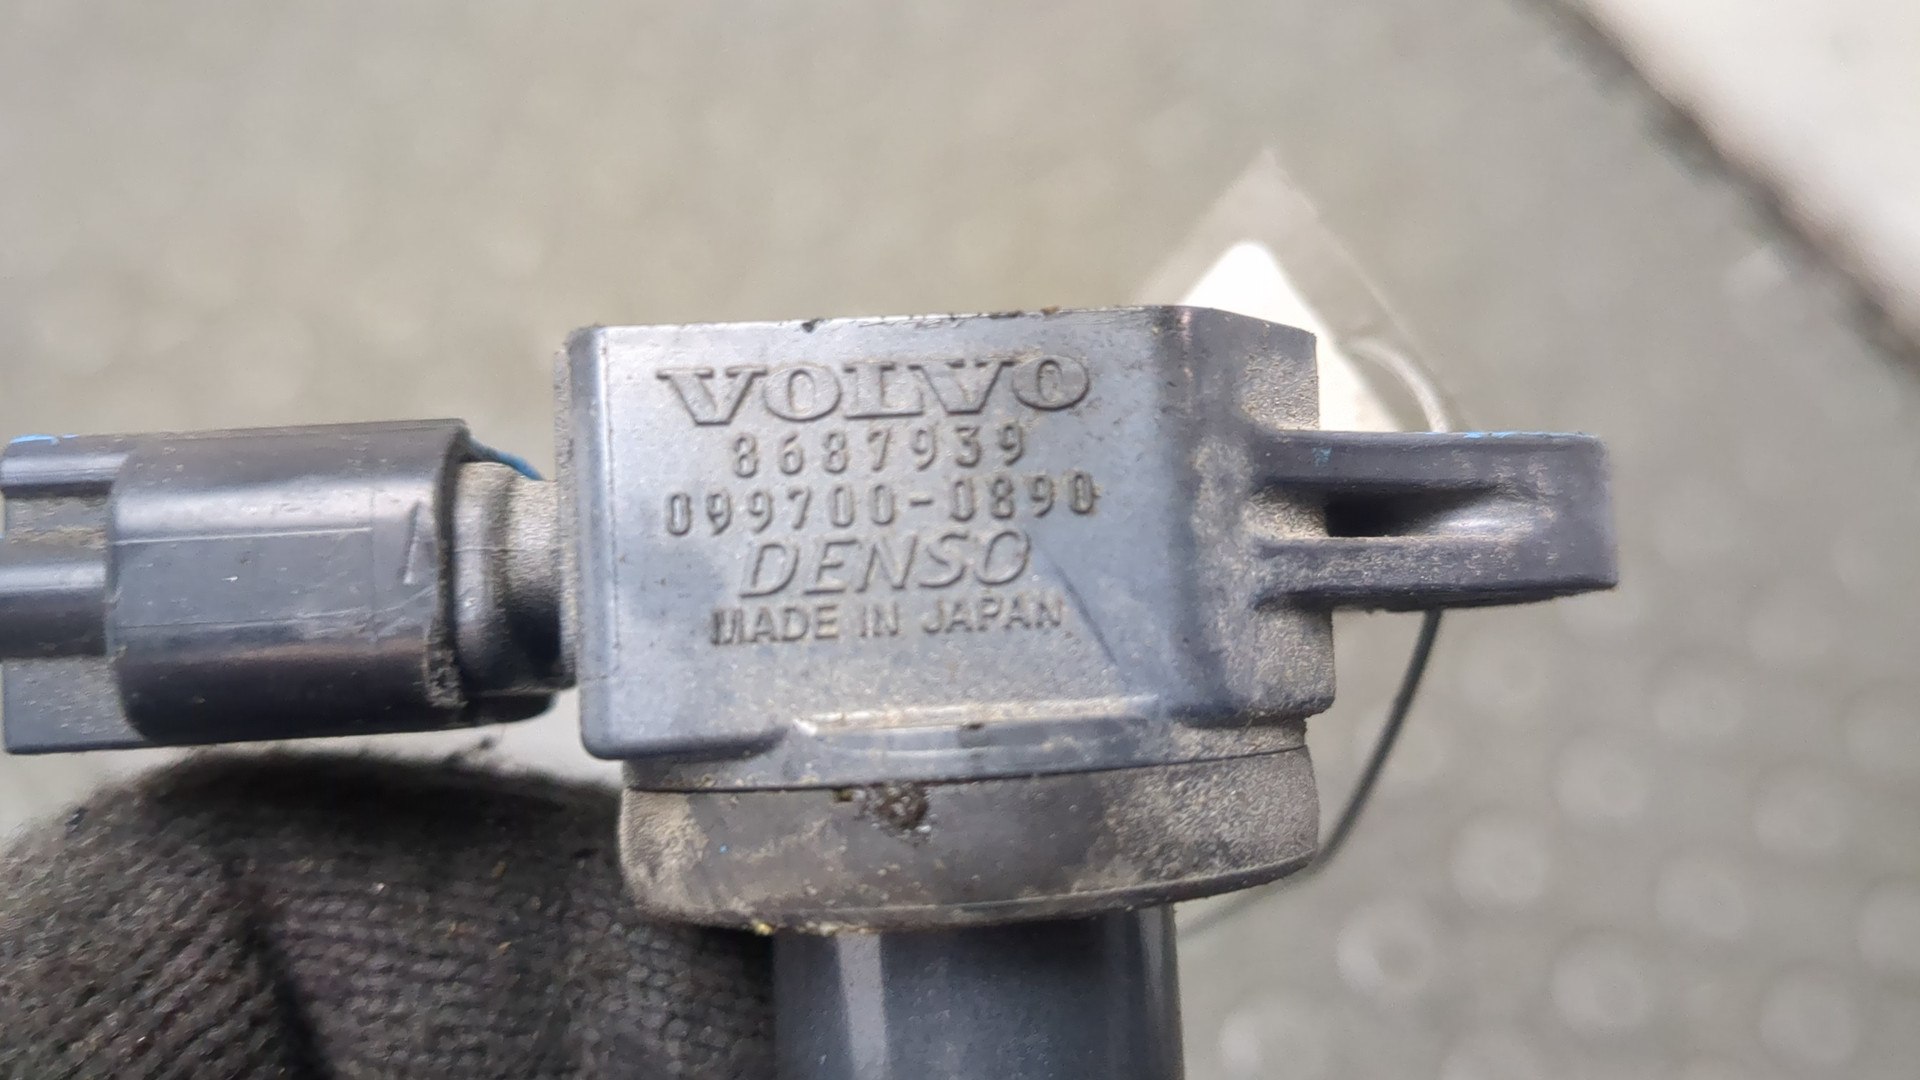 VOLVO
8687939
099700-0890
DENSO
MADE IN JAPAN